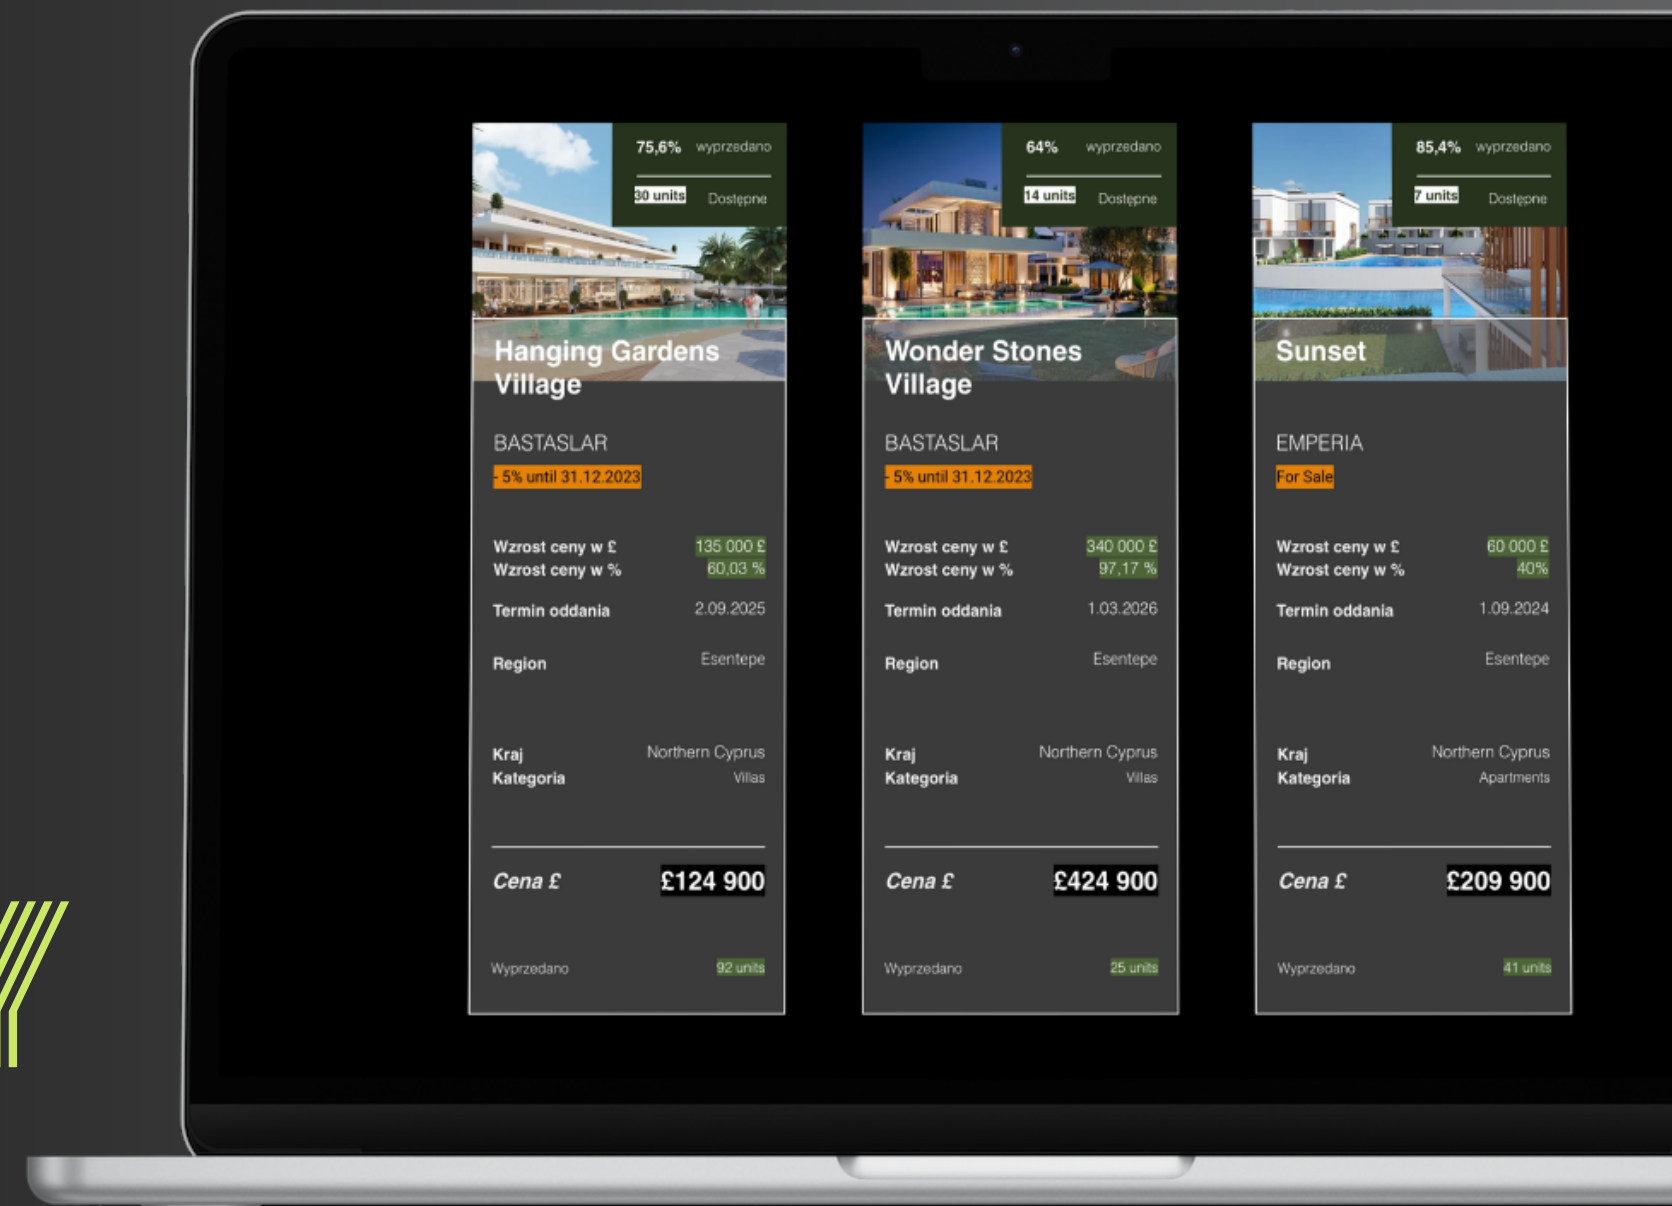 75,6% wyprzedano
30 units Dostępne
Hanging Gardens
Village
BASTASLAR
- 5% until 31.12.2023
Wzrost ceny w £ 135 000 £
Wzrost ceny w % 60,03 %
Termin oddania 2.09.2025
Region Esentepe
Kraj Northern Cyprus
Kategoria Villas
Cena £ £124 900
Wyprzedano 92 units
64% wyprzedano
14 units Dostępne
Wonder Stones
Village
BASTASLAR
- 5% until 31.12.2023
Wzrost ceny w £ 340 000 £
Wzrost ceny w % 97,17 %
Termin oddania 1.03.2026
Region Esentepe
Kraj Northern Cyprus
Kategoria Villas
Cena £ £424 900
Wyprzedano 25 units
85,4% wyprzedano
7 units Dostępne
Sunset
EMPERIA
For Sale
Wzrost ceny w £ 60 000 £
Wzrost ceny w % 40%
Termin oddania 1.09.2024
Region Esentepe
Kraj Northern Cyprus
Kategoria Apartments
Cena £ £209 900
Wyprzedano 41 units